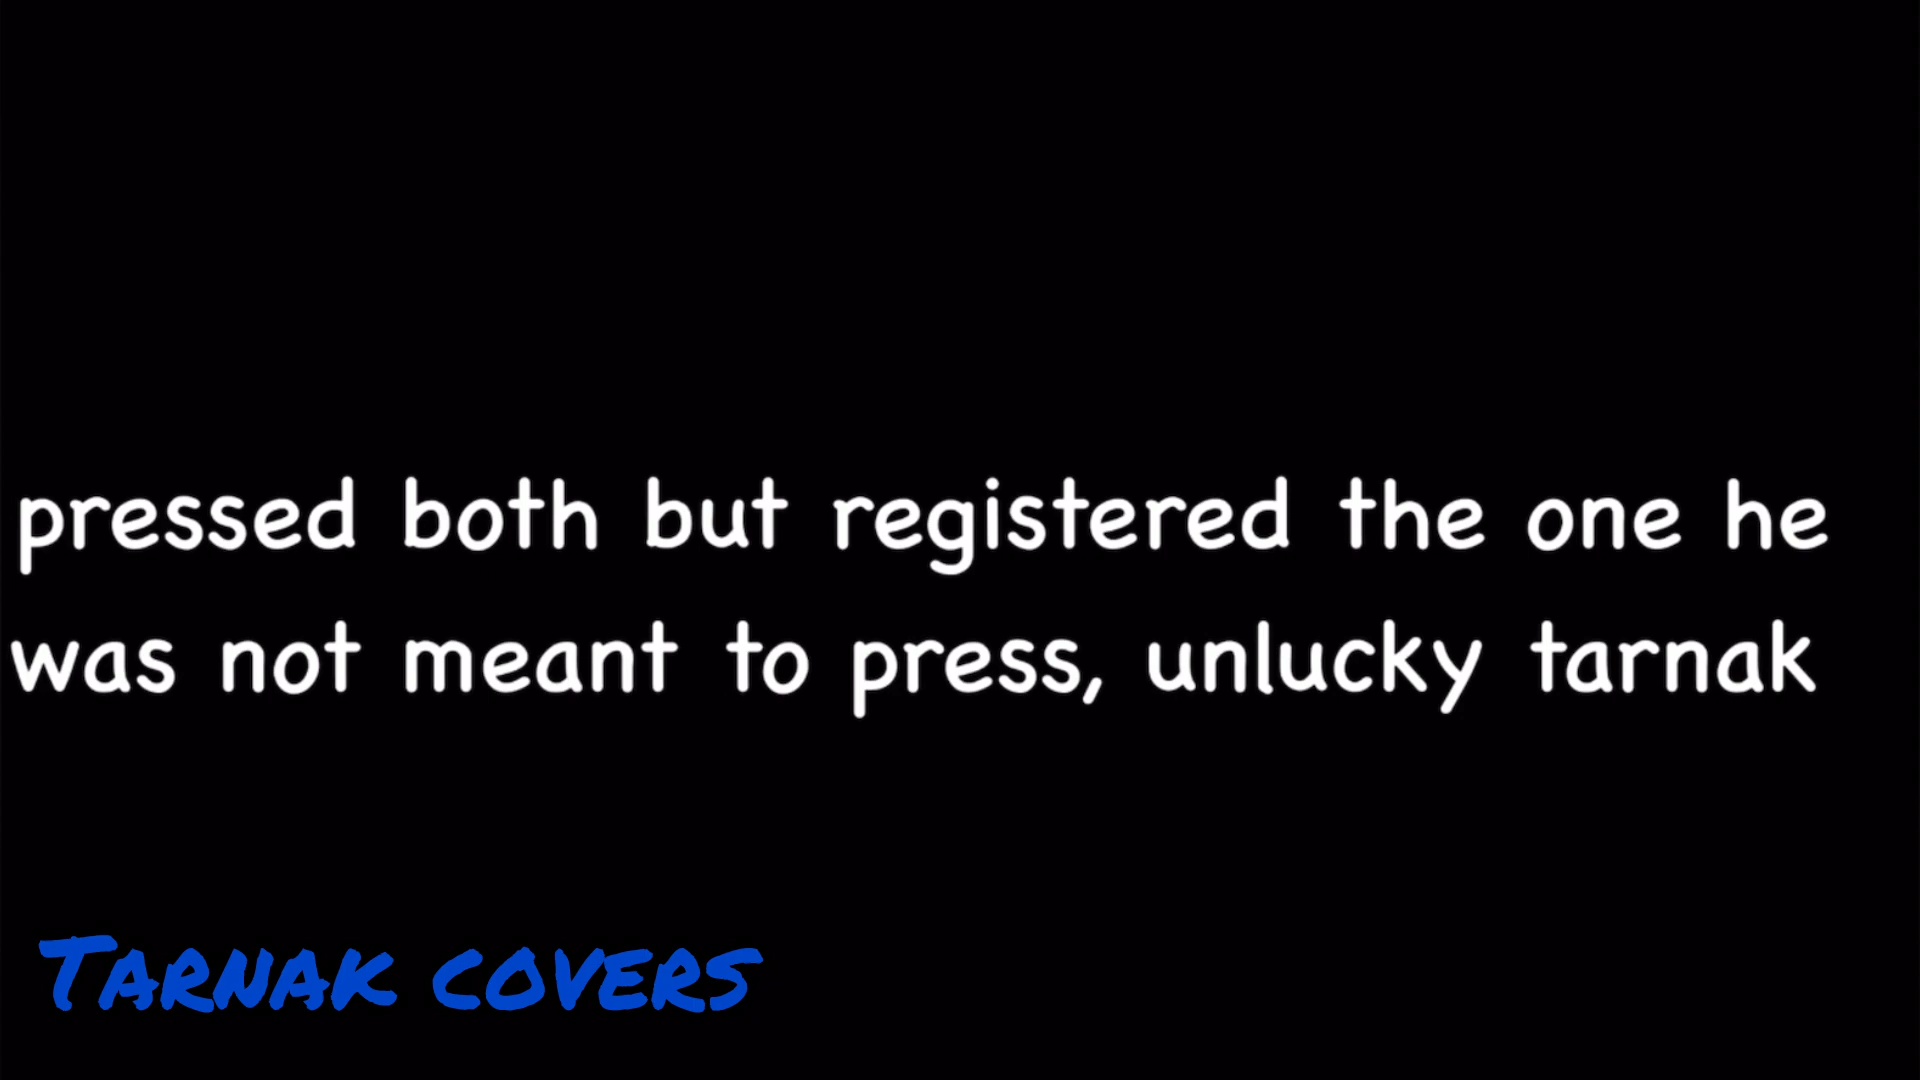 pressed both but registered the one he
was not meant to press, unlucky tarnak
TARNAK COVERS